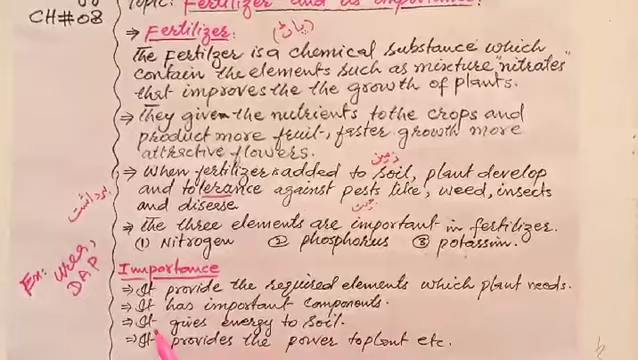 CH#08
Topic: Fertilizer and its importance:
⇒ Fertilizer:
The Fertilizer is a chemical substance which
contain the elements such as mixture "nitrates"
that improves the the growth of plants.
⇒ They given the nutrients to the crops and
product more fruit, faster growth more
attractive flowers.
زمین
⇒ When fertilizer is added to soil, plant develop
and tolerance against pests like, weed, insects
and disease.
برداشت
⇒ The three elements are important in fertilizer.
① Nitrogen ② phosphorus ③ potassim.
Ex: Urea,
DAP
Importance
⇒ It provide the required elements which plant needs.
⇒ It has important components.
⇒ It gives energy to soil.
⇒ It provides the power to plant etc.